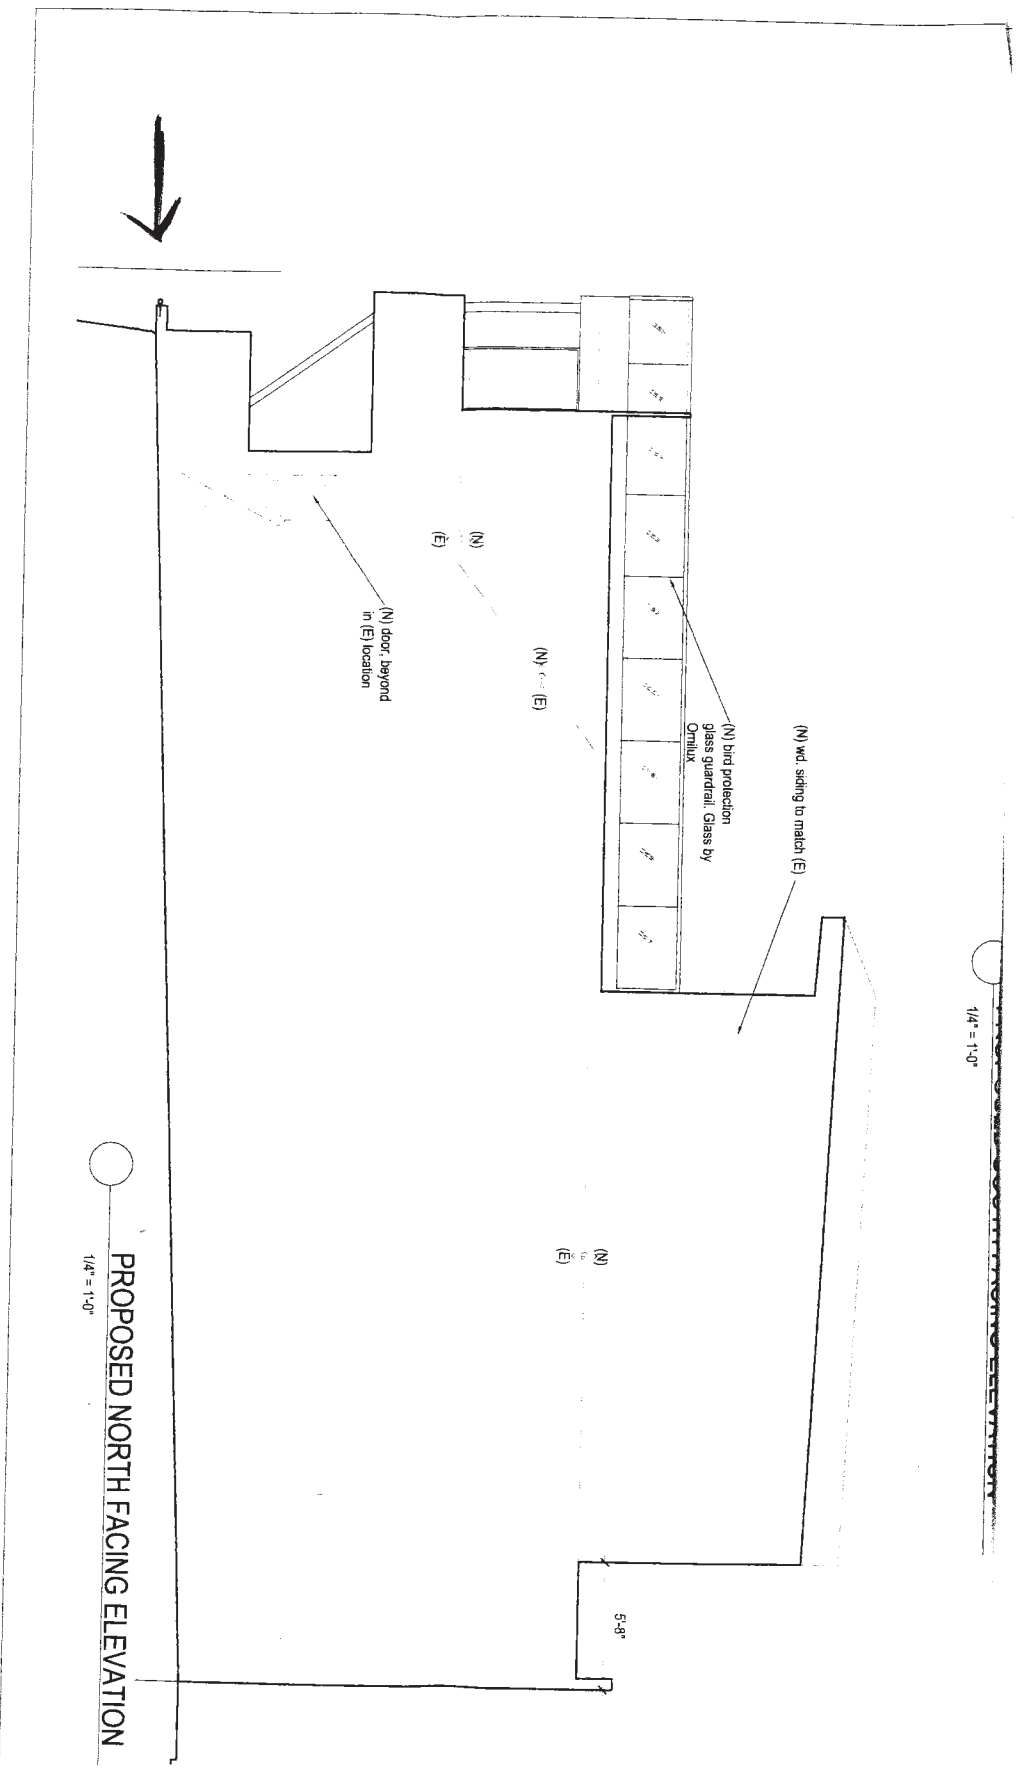 1/4" = 1'-0"
(N) wd. siding to match (E)
(N) bird protection
glass guardrail. Glass by
Ornilux
(N)
(E)
(N)
(E)
(N) door, beyond
in (E) location
(N)
(E)
5'-8"
PROPOSED NORTH FACING ELEVATION
1/4" = 1'-0"